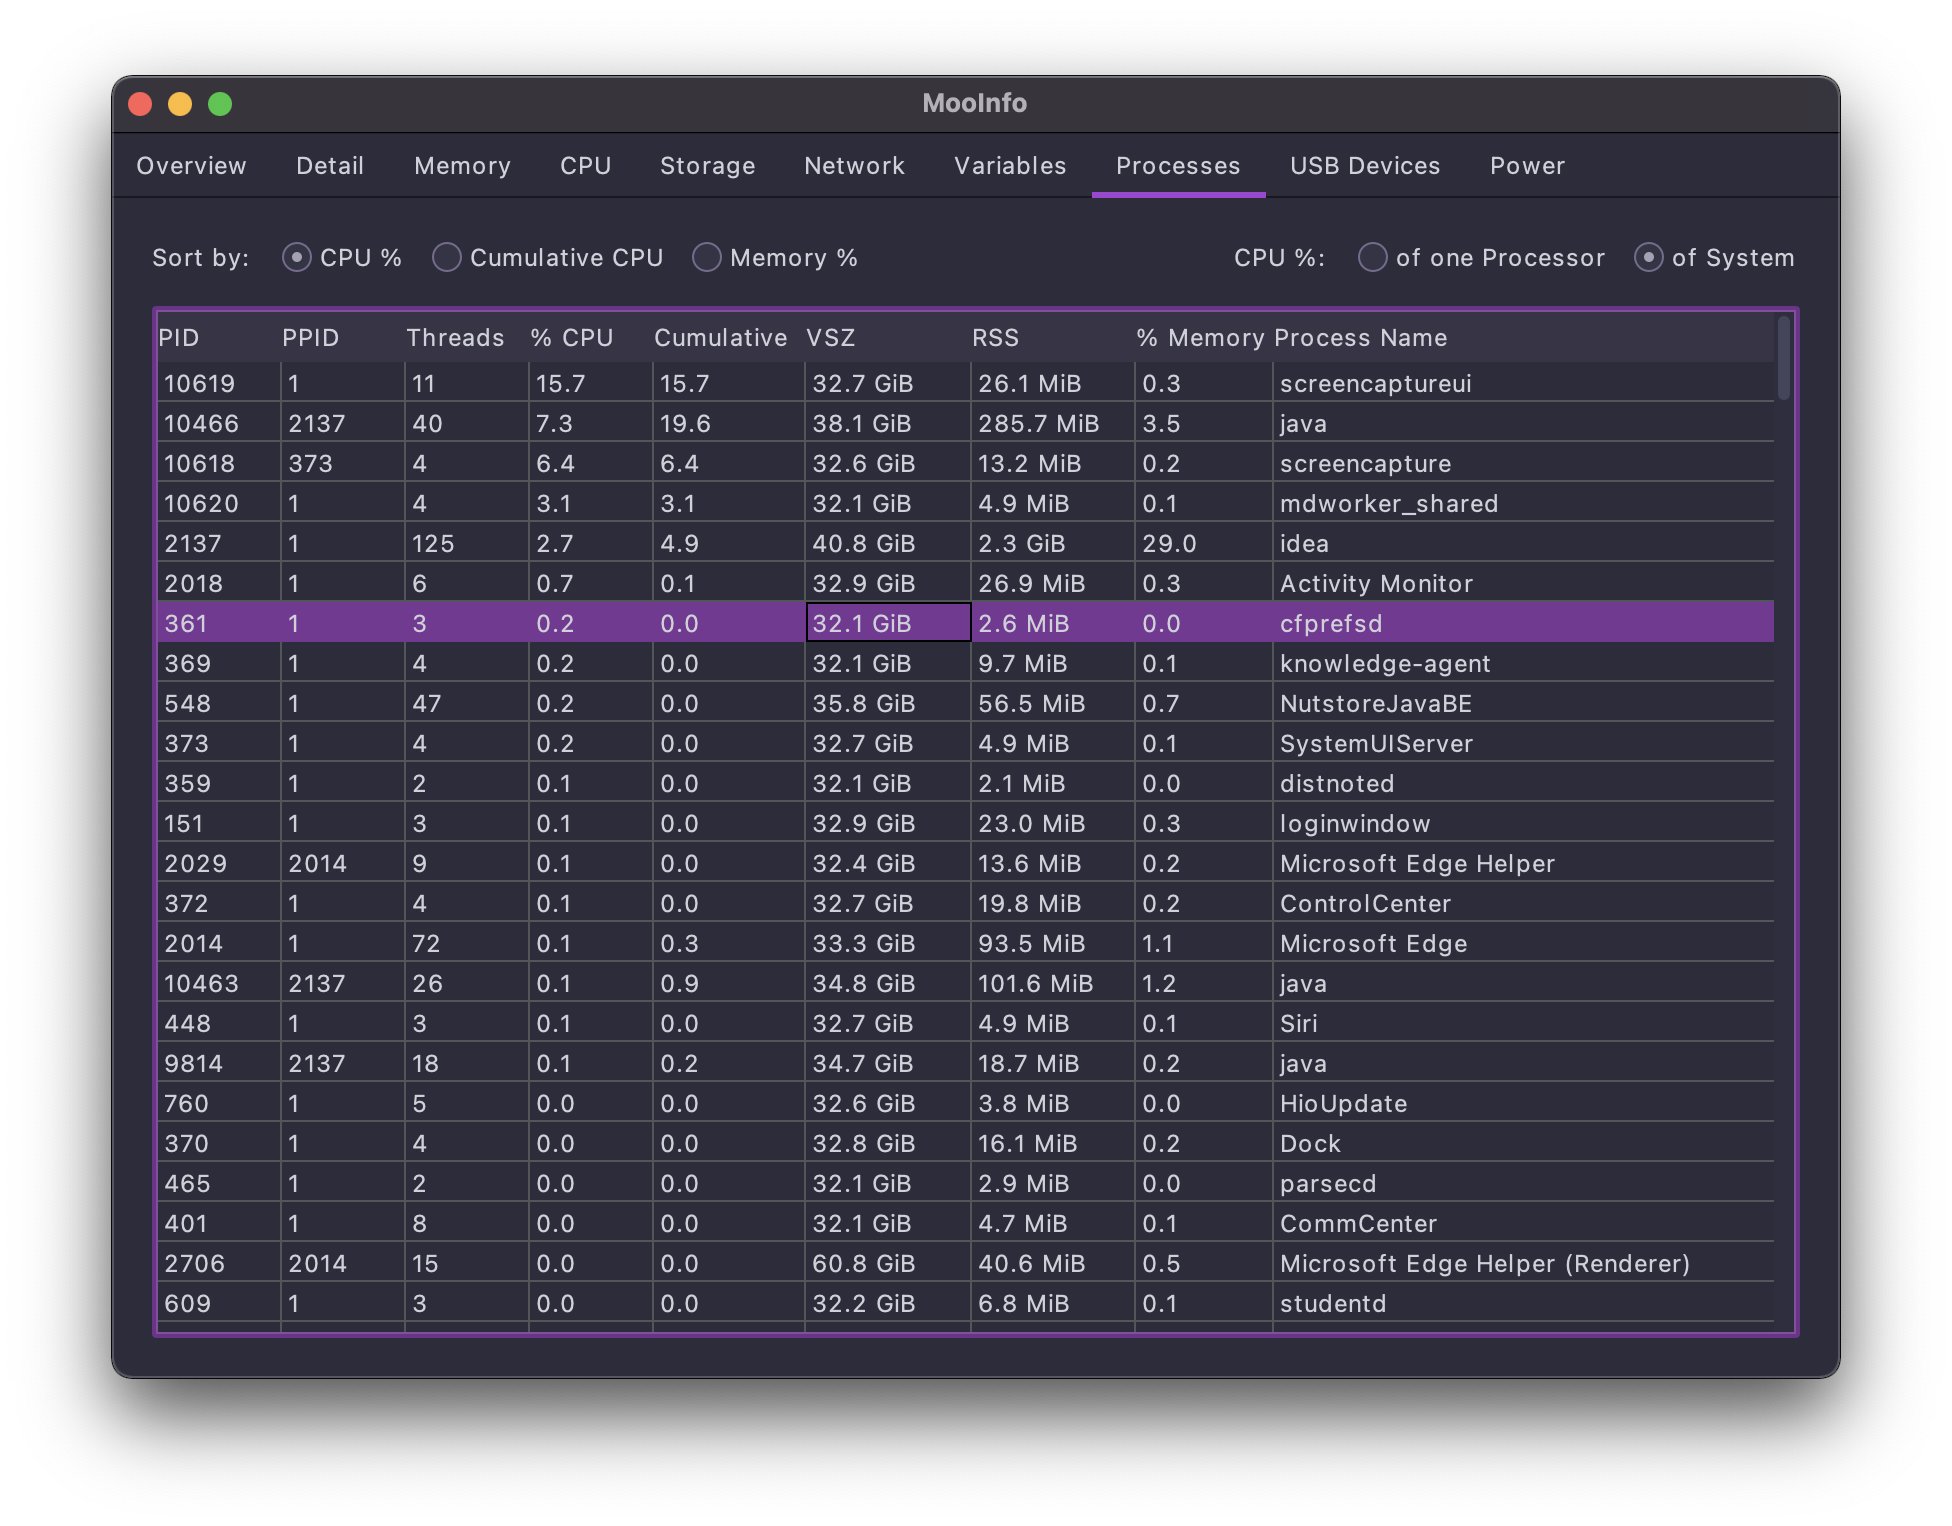 MooInfo
Overview Detail Memory CPU Storage Network Variables Processes USB Devices Power
Sort by: CPU % Cumulative CPU Memory % CPU %: of one Processor of System
PID PPID Threads % CPU Cumulative VSZ RSS % Memory Process Name
10619 1 11 15.7 15.7 32.7 GiB 26.1 MiB 0.3 screencaptureui
10466 2137 40 7.3 19.6 38.1 GiB 285.7 MiB 3.5 java
10618 373 4 6.4 6.4 32.6 GiB 13.2 MiB 0.2 screencapture
10620 1 4 3.1 3.1 32.1 GiB 4.9 MiB 0.1 mdworker_shared
2137 1 125 2.7 4.9 40.8 GiB 2.3 GiB 29.0 idea
2018 1 6 0.7 0.1 32.9 GiB 26.9 MiB 0.3 Activity Monitor
361 1 3 0.2 0.0 32.1 GiB 2.6 MiB 0.0 cfprefsd
369 1 4 0.2 0.0 32.1 GiB 9.7 MiB 0.1 knowledge-agent
548 1 47 0.2 0.0 35.8 GiB 56.5 MiB 0.7 NutstoreJavaBE
373 1 4 0.2 0.0 32.7 GiB 4.9 MiB 0.1 SystemUIServer
359 1 2 0.1 0.0 32.1 GiB 2.1 MiB 0.0 distnoted
151 1 3 0.1 0.0 32.9 GiB 23.0 MiB 0.3 loginwindow
2029 2014 9 0.1 0.0 32.4 GiB 13.6 MiB 0.2 Microsoft Edge Helper
372 1 4 0.1 0.0 32.7 GiB 19.8 MiB 0.2 ControlCenter
2014 1 72 0.1 0.3 33.3 GiB 93.5 MiB 1.1 Microsoft Edge
10463 2137 26 0.1 0.9 34.8 GiB 101.6 MiB 1.2 java
448 1 3 0.1 0.0 32.7 GiB 4.9 MiB 0.1 Siri
9814 2137 18 0.1 0.2 34.7 GiB 18.7 MiB 0.2 java
760 1 5 0.0 0.0 32.6 GiB 3.8 MiB 0.0 HioUpdate
370 1 4 0.0 0.0 32.8 GiB 16.1 MiB 0.2 Dock
465 1 2 0.0 0.0 32.1 GiB 2.9 MiB 0.0 parsecd
401 1 8 0.0 0.0 32.1 GiB 4.7 MiB 0.1 CommCenter
2706 2014 15 0.0 0.0 60.8 GiB 40.6 MiB 0.5 Microsoft Edge Helper (Renderer)
609 1 3 0.0 0.0 32.2 GiB 6.8 MiB 0.1 studentd